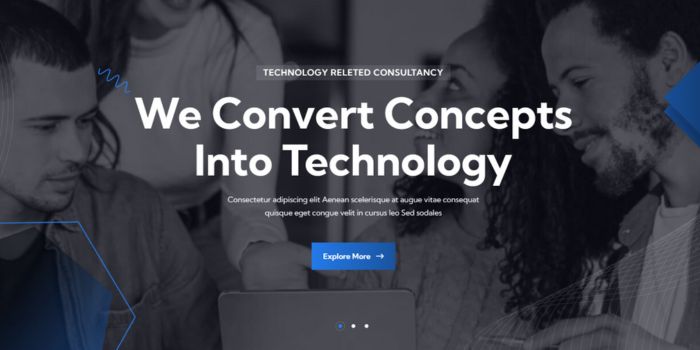 TECHNOLOGY RELETED CONSULTANCY
We Convert Concepts
Into Technology
Consectetur adipiscing elit Aenean scelerisque at augue vitae consequat
quisque eget congue velit in cursus leo Sed sodales
Explore More →